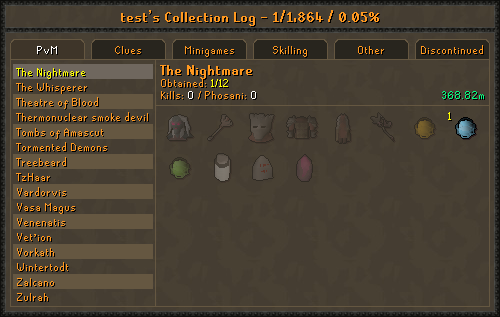 test's Collection Log - 1/1,864 / 0.05%
PvM Clues Minigames Skilling Other Discontinued
The Nightmare
The Whisperer
Theatre of Blood
Thermonuclear smoke devil
Tombs of Amascut
Tormented Demons
Treebeard
TzHaar
Vardorvis
Vasa Magus
Venenatis
Vet'ion
Vorkath
Wintertodt
Zalcano
Zulrah
The Nightmare
Obtained: 1/12
Kills: 0 / Phosani: 0 368.82m
1